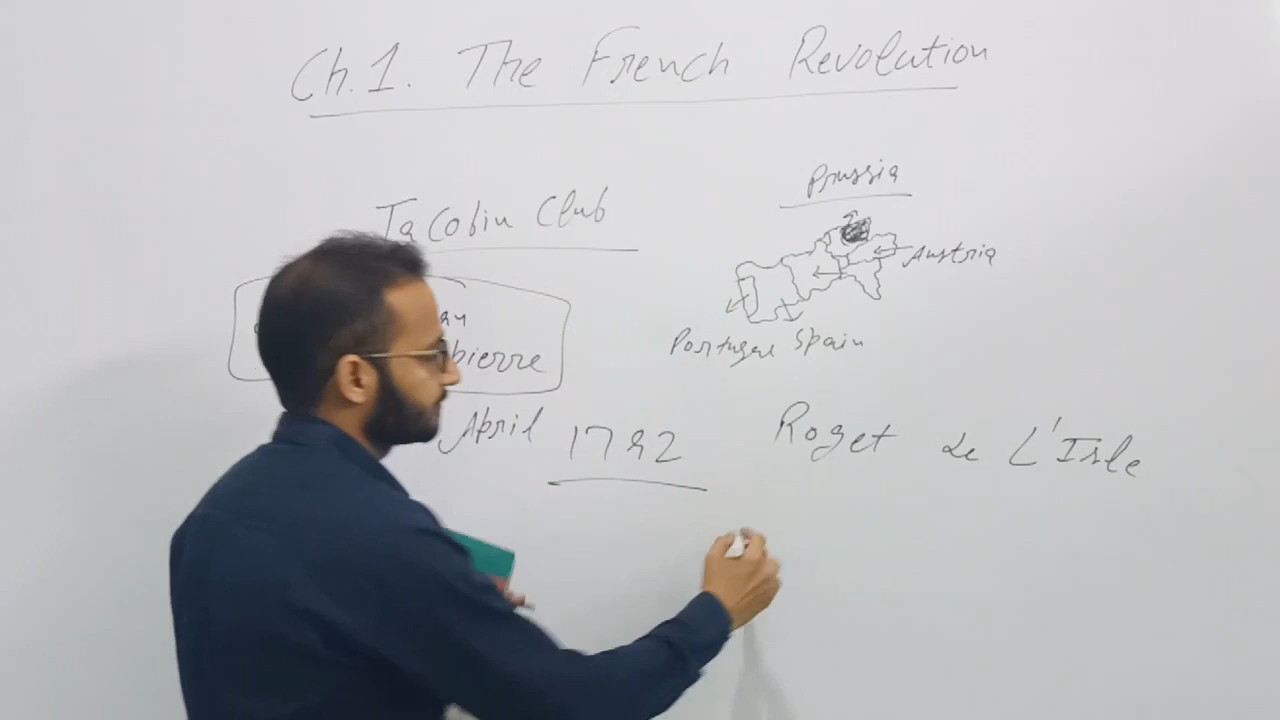 Ch.1. The French Revolution
Jacobin Club
Prussia
Austria
Portugal Spain
April 1792
Roget de L'Isle